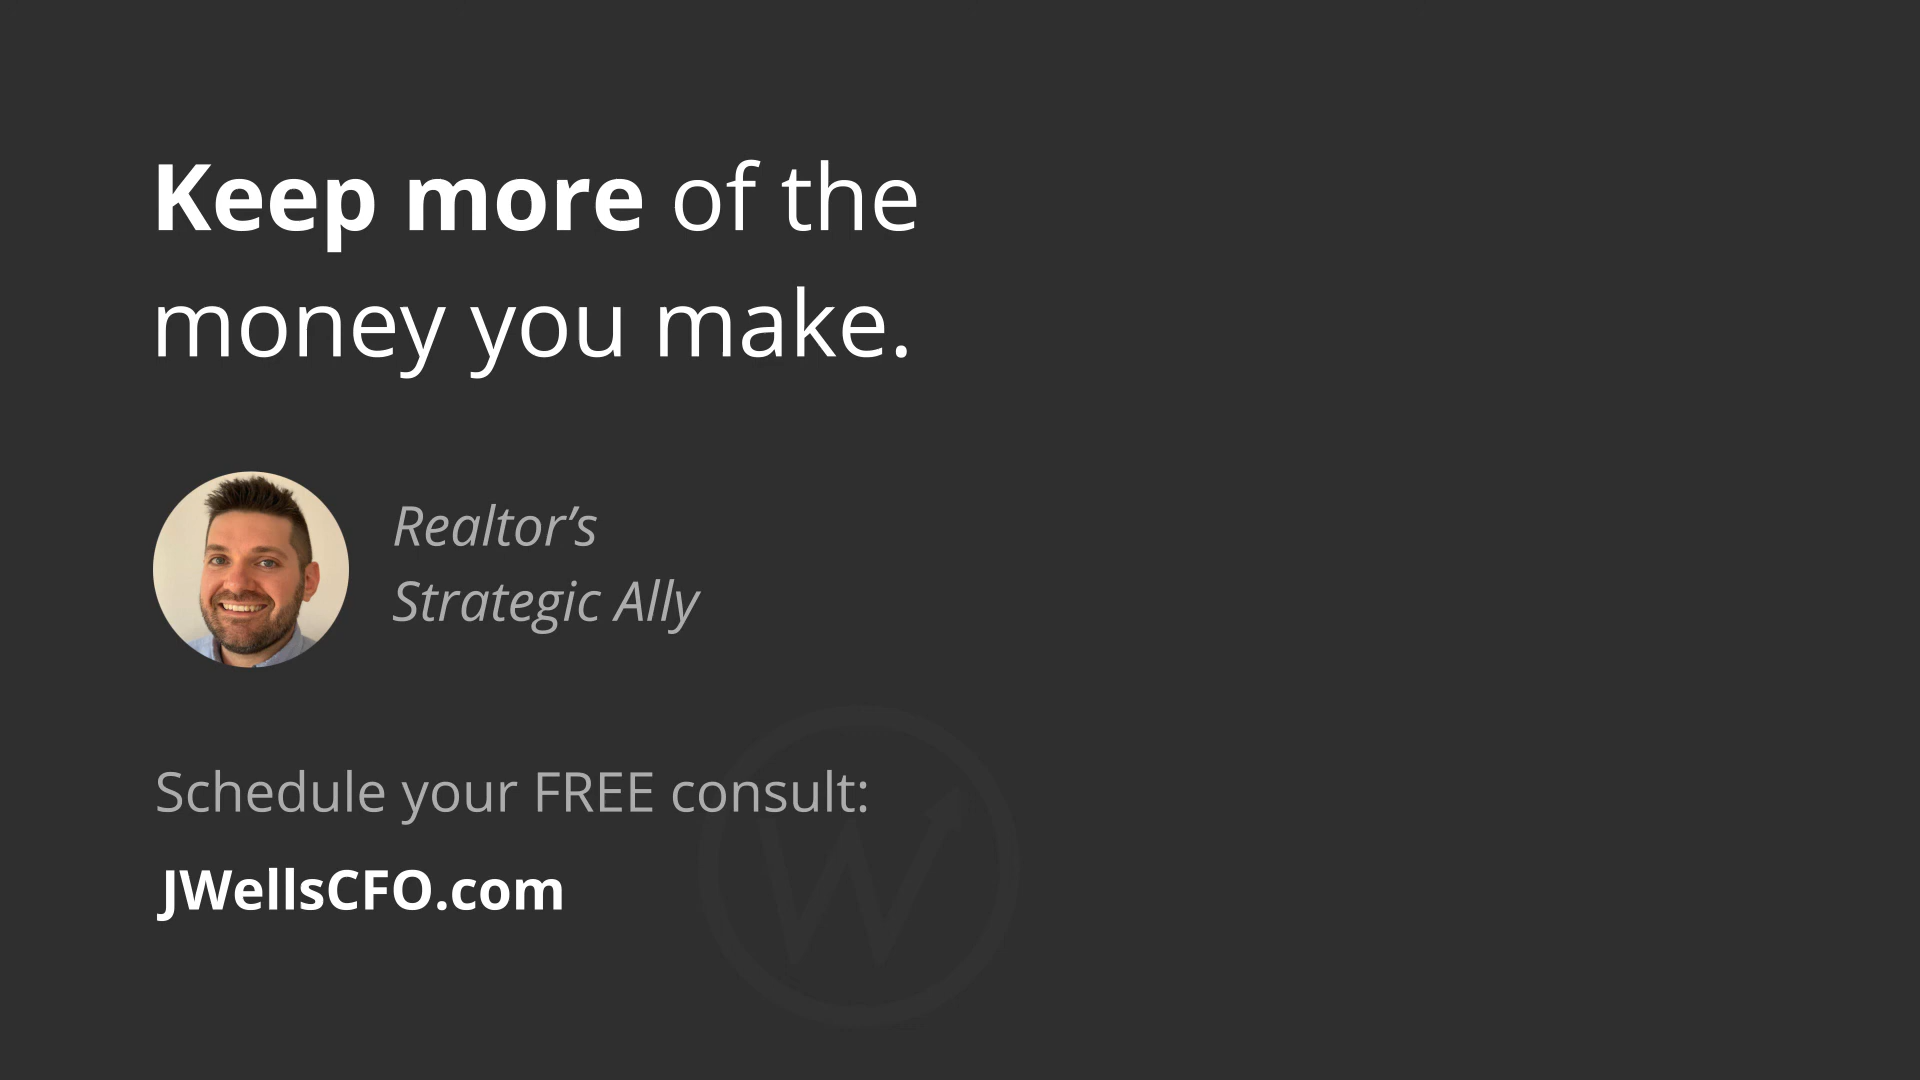 Keep more of the
money you make.
Realtor’s
Strategic Ally
Schedule your FREE consult:
JWellsCFO.com
W